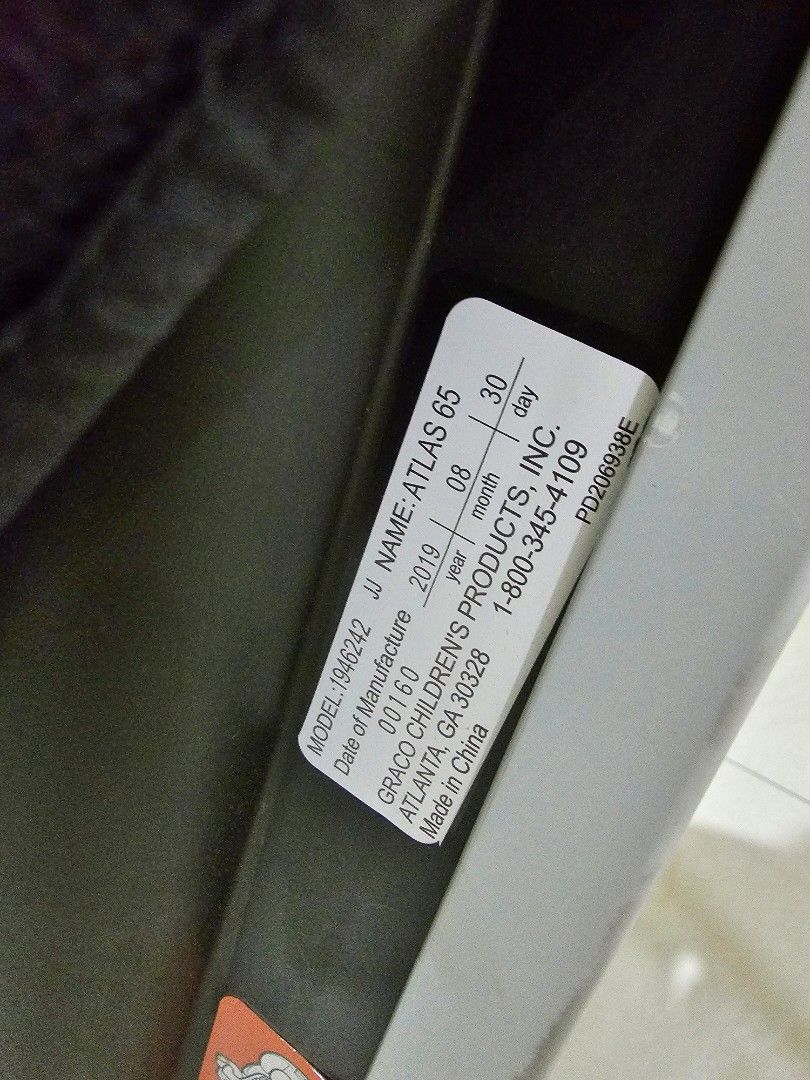 MODEL:1946242 JJ NAME:ATLAS 65
Date of Manufacture 2019 | 08 | 30
00160 year | month | day
GRACO CHILDREN'S PRODUCTS, INC.
ATLANTA, GA 30328 1-800-345-4109
Made in China PD206938E